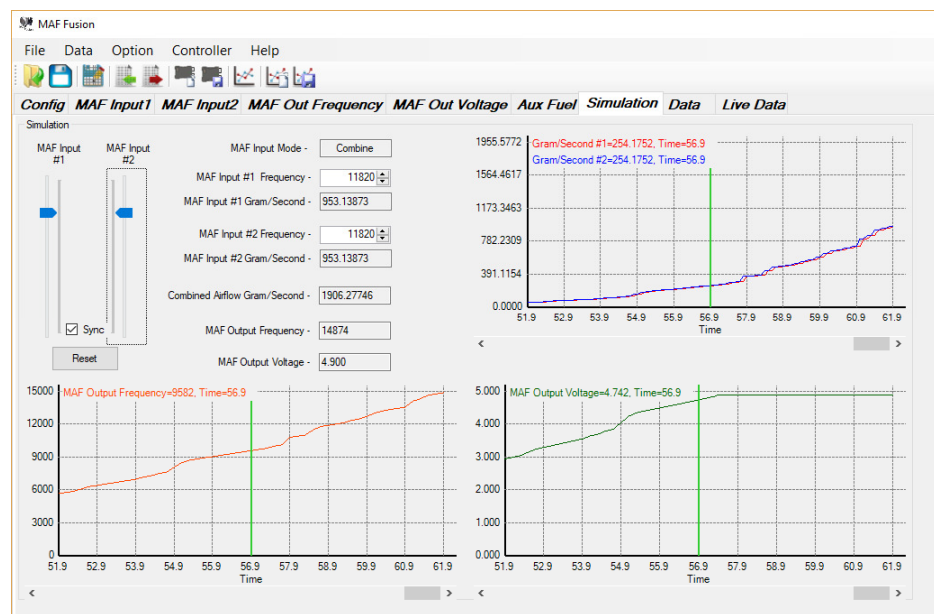 MAF Fusion
File Data Option Controller Help
Config MAF Input1 MAF Input2 MAF Out Frequency MAF Out Voltage Aux Fuel Simulation Data Live Data
Simulation
MAF Input #1
MAF Input #2
Sync
Reset
MAF Input Mode - Combine
MAF Input #1 Frequency - 11820
MAF Input #1 Gram/Second - 953.13873
MAF Input #2 Frequency - 11820
MAF Input #2 Gram/Second - 953.13873
Combined Airflow Gram/Second - 1906.27746
MAF Output Frequency - 14874
MAF Output Voltage - 4.900
Gram/Second #1=254.1752, Time=56.9
Gram/Second #2=254.1752, Time=56.9
1955.5772
1564.4617
1173.3463
782.2309
391.1154
0.0000
51.9 52.9 53.9 54.9 55.9 56.9 57.9 58.9 59.9 60.9 61.9
Time
MAF Output Frequency=9582, Time=56.9
15000
12000
9000
6000
3000
0
51.9 52.9 53.9 54.9 55.9 56.9 57.9 58.9 59.9 60.9 61.9
Time
MAF Output Voltage=4.742, Time=56.9
5.000
4.000
3.000
2.000
1.000
0.000
51.9 52.9 53.9 54.9 55.9 56.9 57.9 58.9 59.9 60.9 61.9
Time